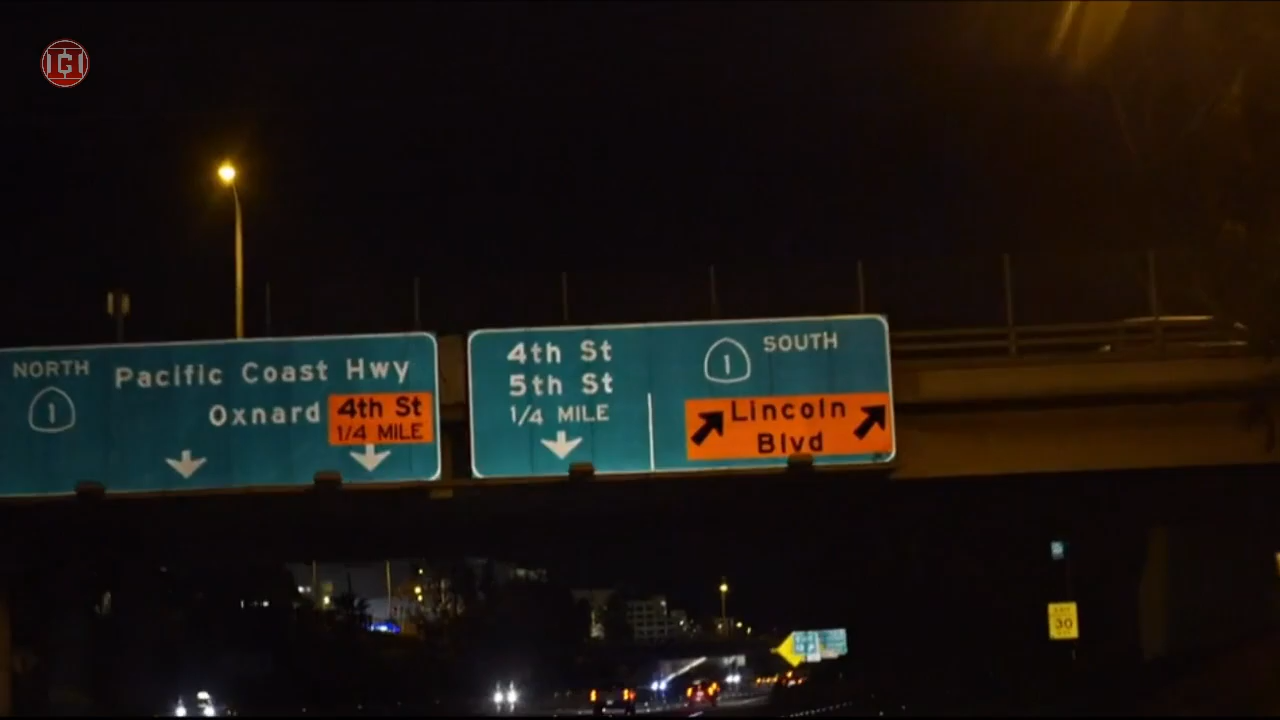 IGI
NORTH
1
Pacific Coast Hwy
Oxnard
4th St
1/4 MILE
4th St
5th St
1/4 MILE
1
SOUTH
Lincoln
Blvd
30